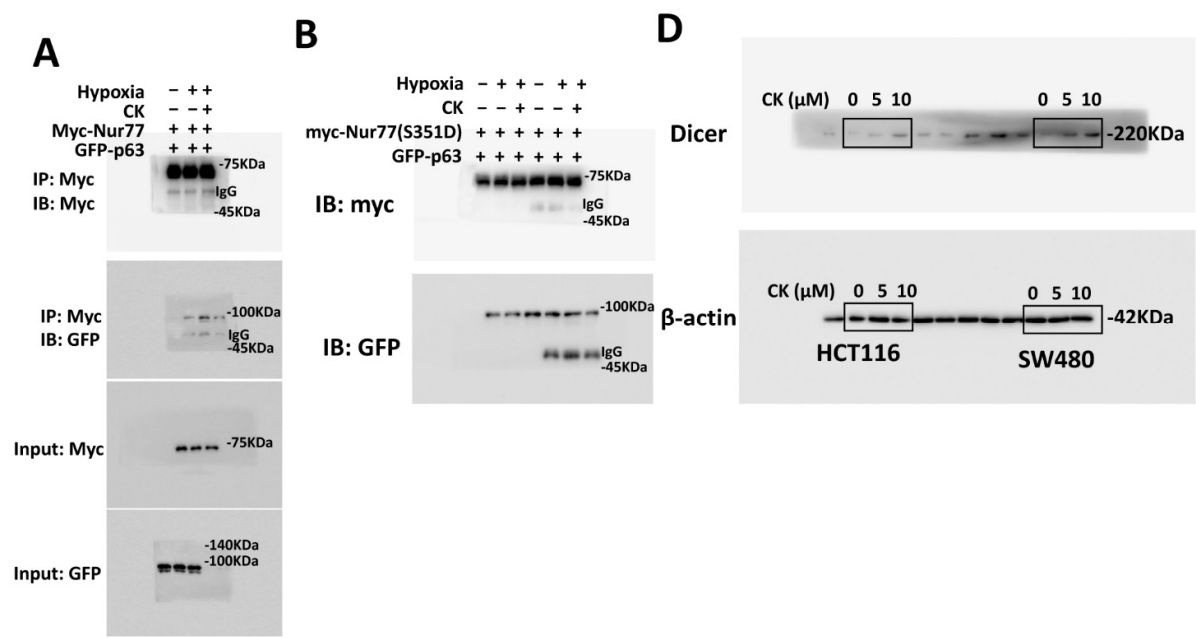 A
Hypoxia − + +
CK +
Myc-Nur77 + + +
GFP-p63 + + +
IP: Myc
IB: Myc
-75KDa
IgG
-45KDa
IP: Myc
IB: GFP
-100KDa
IgG
-45KDa
Input: Myc
-75KDa
Input: GFP
-140KDa
-100KDa
B
Hypoxia − + + − + +
CK + +
myc-Nur77(S351D) + + + + + +
GFP-p63 + + + + + +
IB: myc
-75KDa
IgG
-45KDa
IB: GFP
-100KDa
IgG
-45KDa
D
CK (μM) 0 5 10 0 5 10
Dicer
-220KDa
CK (μM) 0 5 10 0 5 10
β-actin
-42KDa
HCT116
SW480